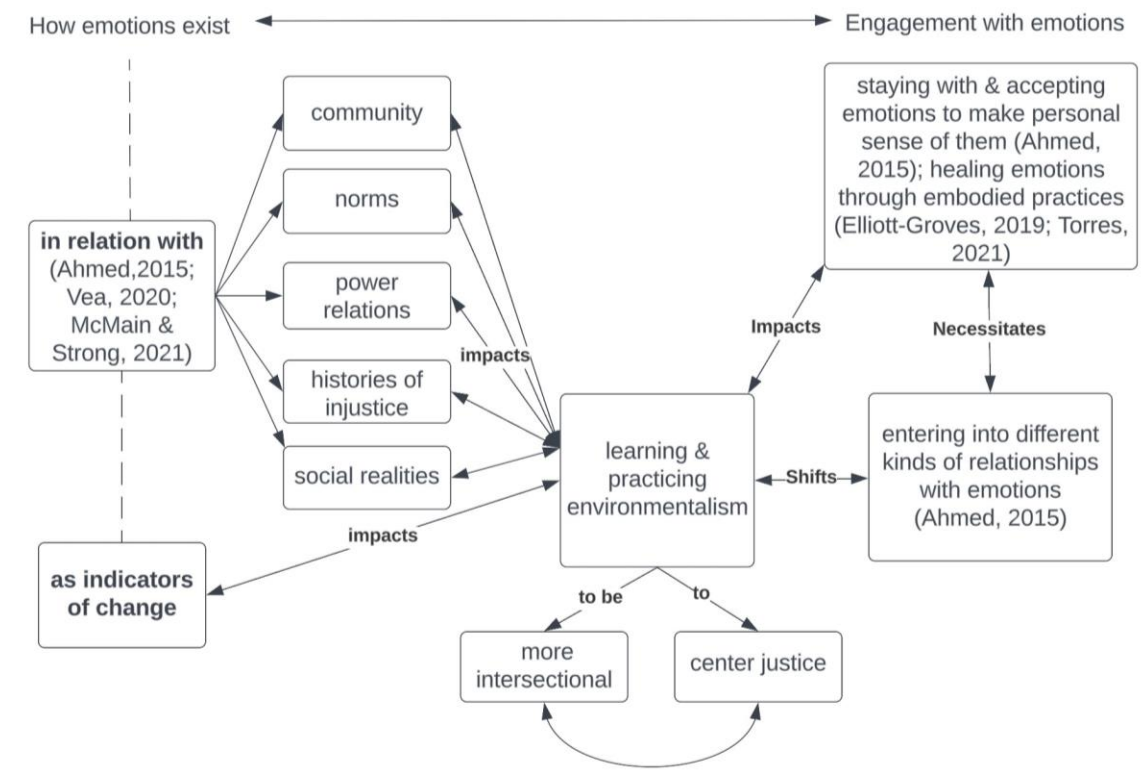 How emotions exist
Engagement with emotions
in relation with
(Ahmed,2015;
Vea, 2020;
McMain &
Strong, 2021)
as indicators
of change
community
norms
power
relations
histories of
injustice
social realities
impacts
impacts
learning &
practicing
environmentalism
to be
to
more
intersectional
center justice
Impacts
Shifts
staying with & accepting
emotions to make personal
sense of them (Ahmed,
2015); healing emotions
through embodied practices
(Elliott-Groves, 2019; Torres,
2021)
Necessitates
entering into different
kinds of relationships
with emotions
(Ahmed, 2015)